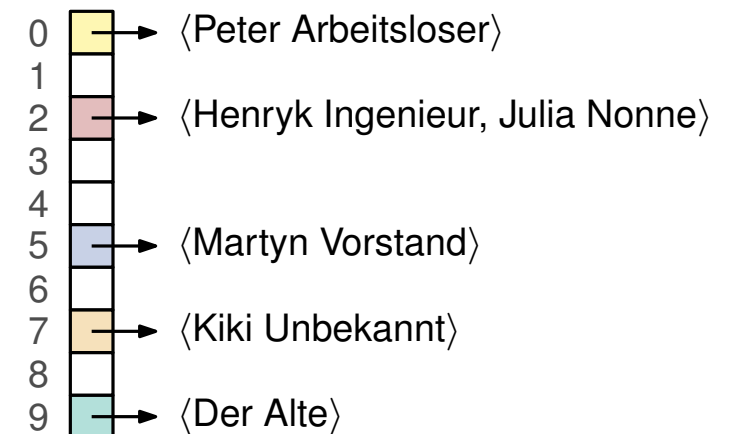 0 ⟨Peter Arbeitsloser⟩
1
2 ⟨Henryk Ingenieur, Julia Nonne⟩
3
4
5 ⟨Martyn Vorstand⟩
6
7 ⟨Kiki Unbekannt⟩
8
9 ⟨Der Alte⟩